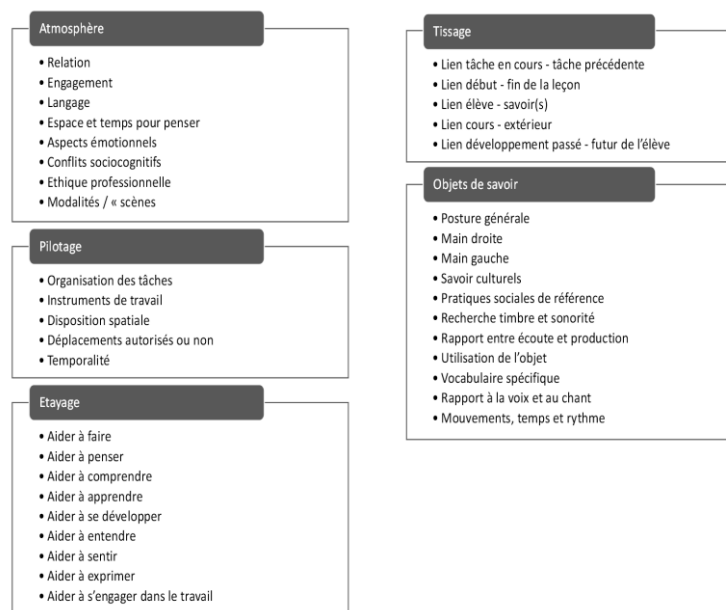 Atmosphère
• Relation
• Engagement
• Langage
• Espace et temps pour penser
• Aspects émotionnels
• Conflits sociocognitifs
• Ethique professionnelle
• Modalités / « scènes
Pilotage
• Organisation des tâches
• Instruments de travail
• Disposition spatiale
• Déplacements autorisés ou non
• Temporalité
Etayage
• Aider à faire
• Aider à penser
• Aider à comprendre
• Aider à apprendre
• Aider à se développer
• Aider à entendre
• Aider à sentir
• Aider à exprimer
• Aider à s'engager dans le travail
Tissage
• Lien tâche en cours - tâche précédente
• Lien début - fin de la leçon
• Lien élève - savoir(s)
• Lien cours - extérieur
• Lien développement passé - futur de l'élève
Objets de savoir
• Posture générale
• Main droite
• Main gauche
• Savoir culturels
• Pratiques sociales de référence
• Recherche timbre et sonorité
• Rapport entre écoute et production
• Utilisation de l'objet
• Vocabulaire spécifique
• Rapport à la voix et au chant
• Mouvements, temps et rythme